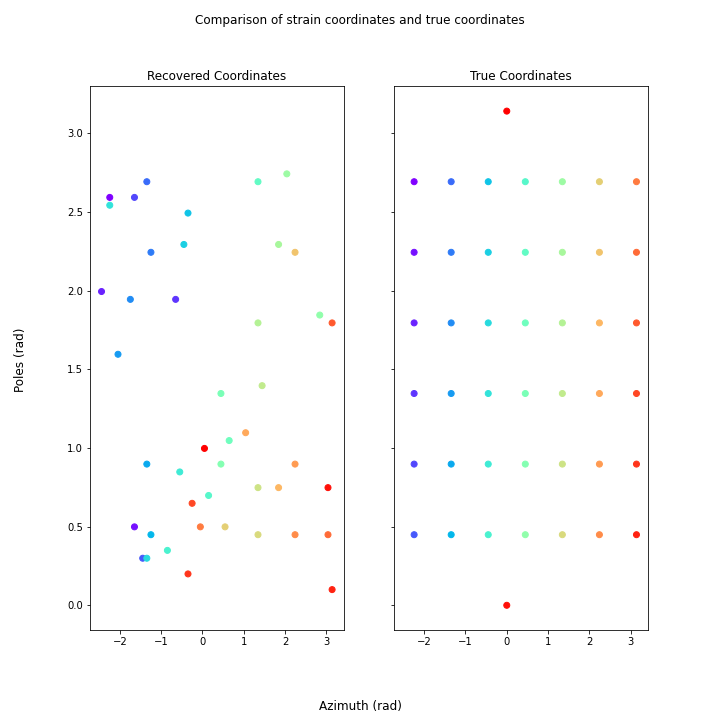 Comparison of strain coordinates and true coordinates
Recovered Coordinates
True Coordinates
3.0
2.5
2.0
1.5
1.0
0.5
0.0
−2 −1 0 1 2 3
−2 −1 0 1 2 3
Poles (rad)
Azimuth (rad)